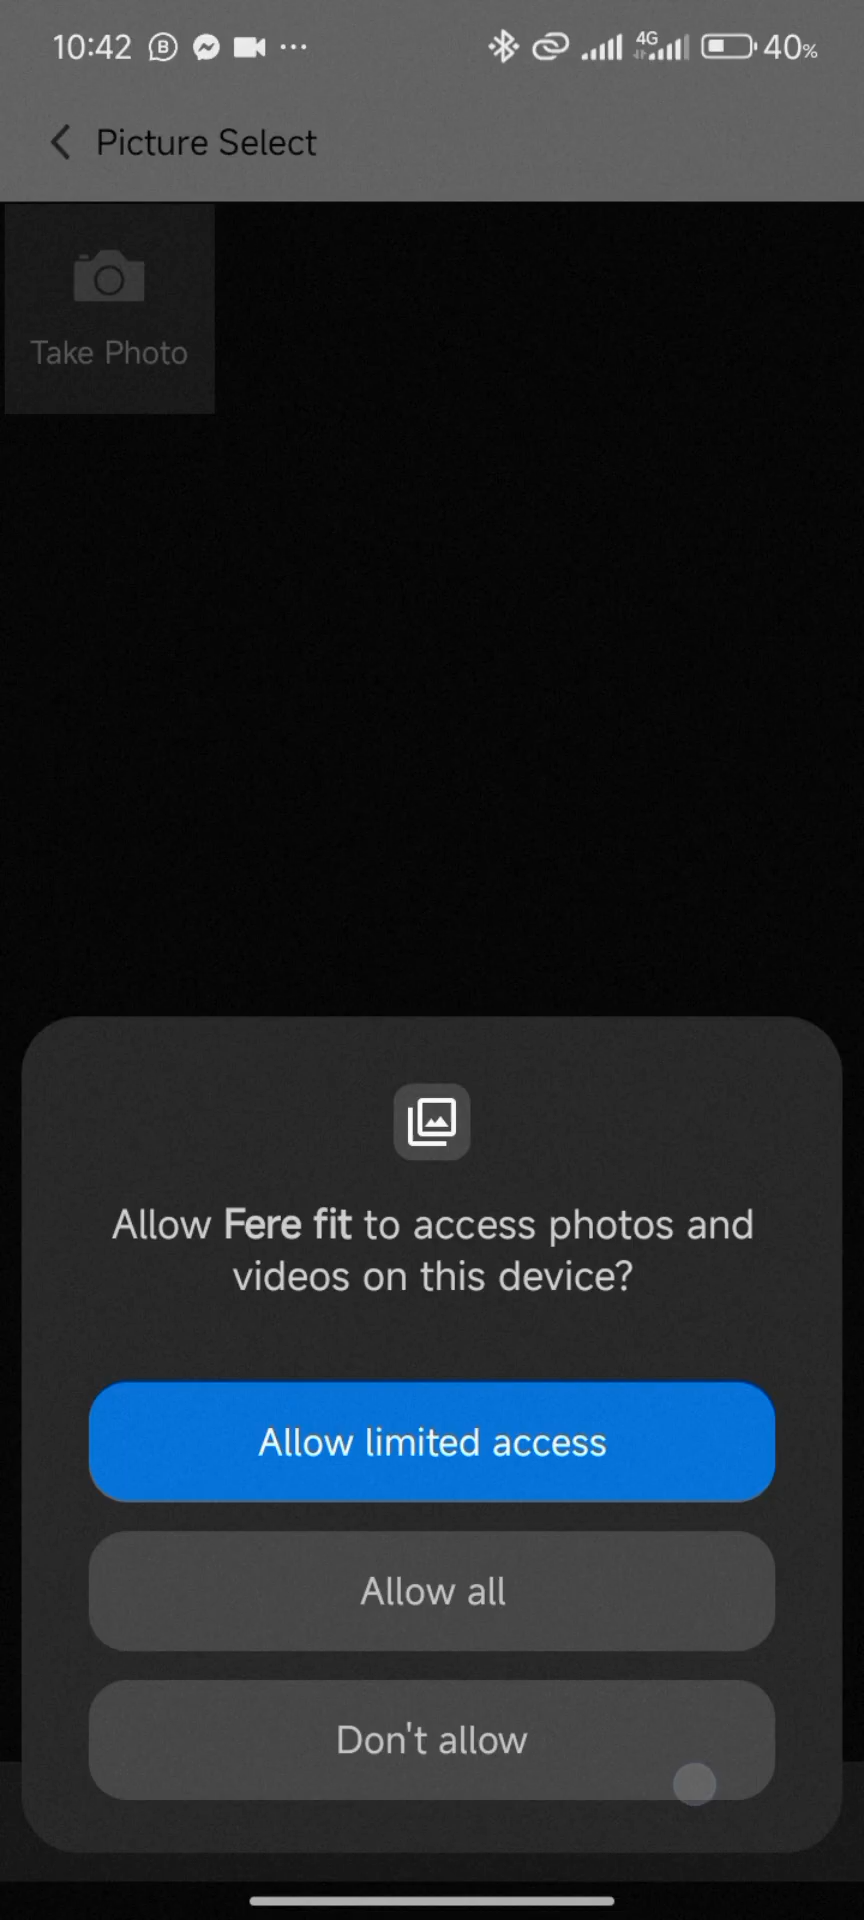 10:42 4G 40%
Picture Select
Take Photo
Allow Fere fit to access photos and
videos on this device?
Allow limited access
Allow all
Don't allow